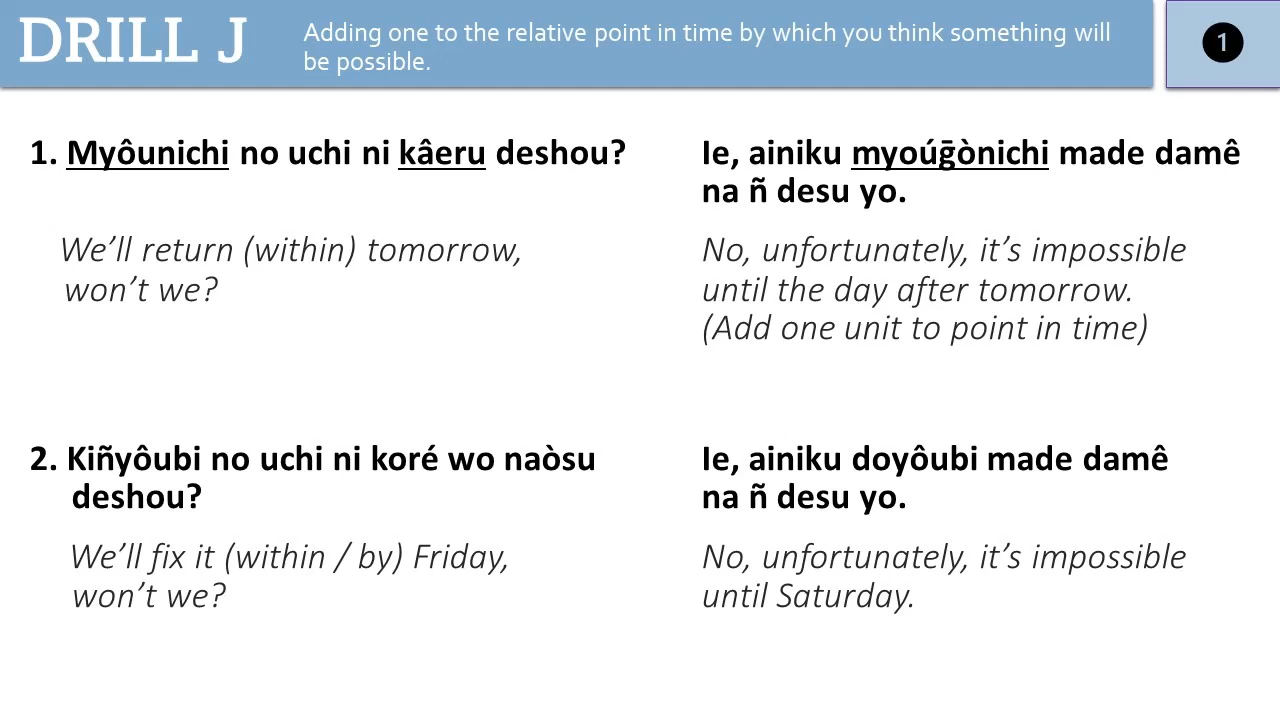 DRILL J
Adding one to the relative point in time by which you think something will
be possible.
1
1. Myôunichi no uchi ni kâeru deshou?
Ie, ainiku myoúḡònichi made damê
na ñ desu yo.
We’ll return (within) tomorrow,
won’t we?
No, unfortunately, it’s impossible
until the day after tomorrow.
(Add one unit to point in time)
2. Kiñyôubi no uchi ni koré wo naòsu
deshou?
Ie, ainiku doyôubi made damê
na ñ desu yo.
We’ll fix it (within / by) Friday,
won’t we?
No, unfortunately, it’s impossible
until Saturday.